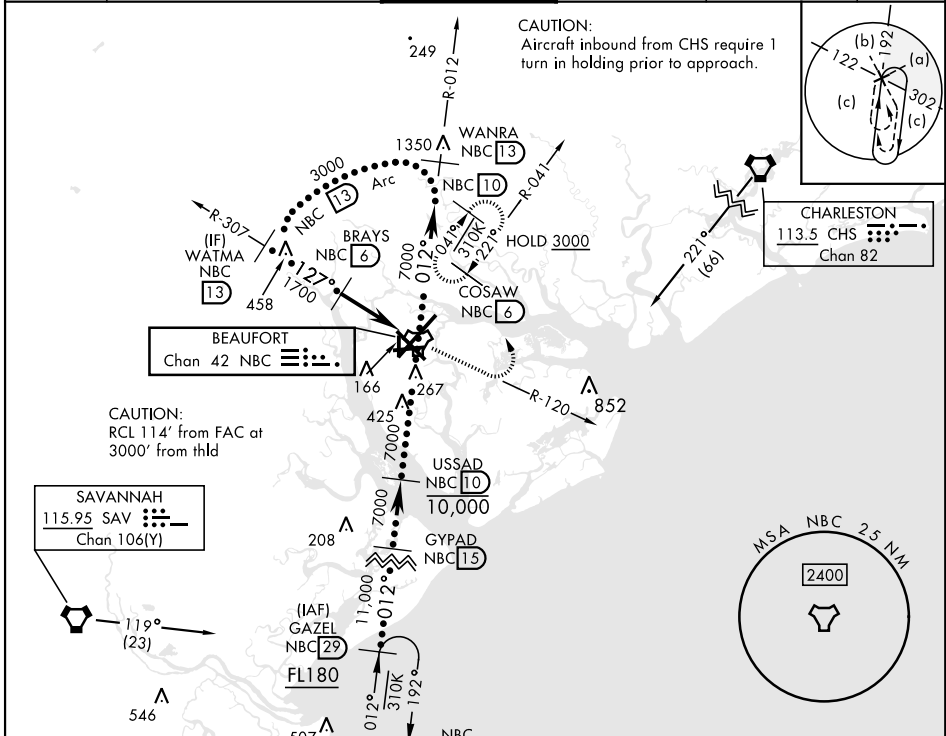 CAUTION:
Aircraft inbound from CHS require 1
turn in holding prior to approach.
249
R-012
(b)
192
(a)
122
302
(c)
(c)
1350
WANRA
NBC 13
3000
Arc
NBC 13
NBC 10
R-041
R-307
(IF)
WATMA
NBC
13
BRAYS
NBC 6
041°
310K
221°
HOLD 3000
7000
012°
127°
1700
458
COSAW
NBC 6
CHARLESTON
113.5 CHS
Chan 82
221°
(66)
BEAUFORT
Chan 42 NBC
166
267
R-120
852
425
CAUTION:
RCL 114' from FAC at
3000' from thld
7000
USSAD
NBC 10
10,000
SAVANNAH
115.95 SAV
Chan 106(Y)
7000
208
GYPAD
NBC 15
MSA NBC 25 NM
2400
11,000
012°
(IAF)
GAZEL
NBC 29
FL180
119°
(23)
012°
310K
192°
546
507
NBC